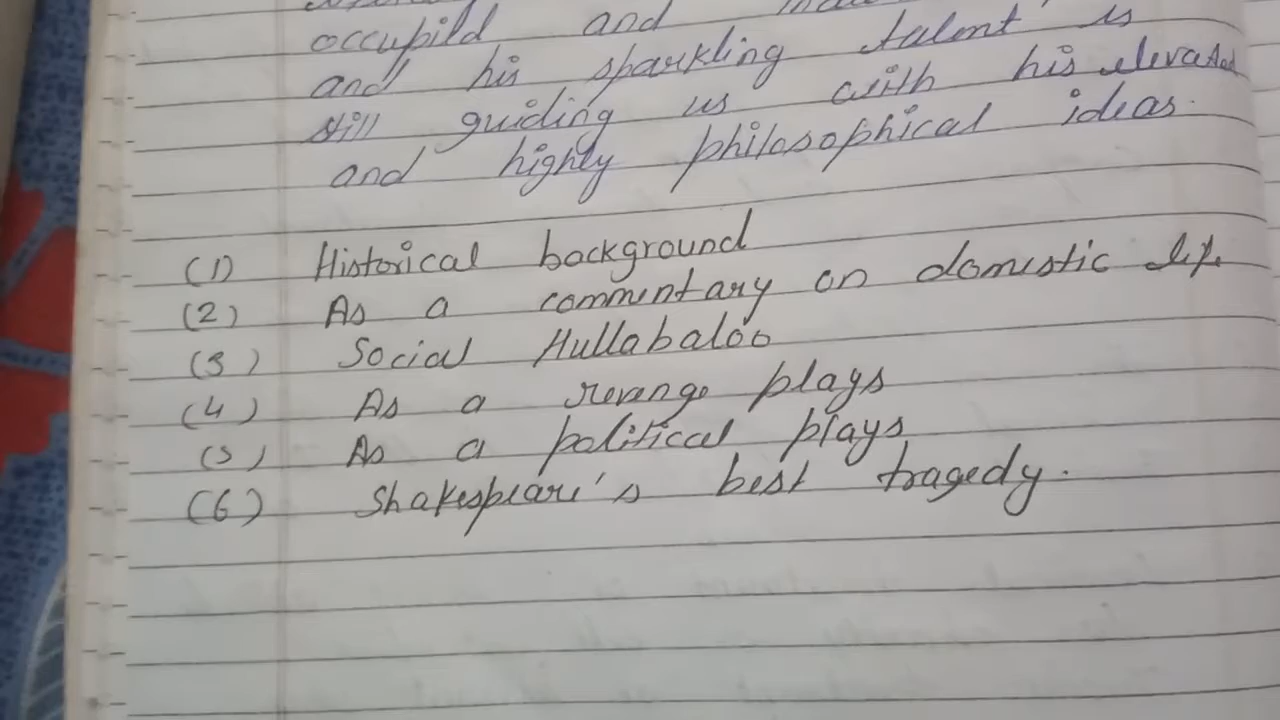 occupild and
and his sparkling talent is
still guiding us with his elevated
and highly philosophical ideas.
(1) Historical background
(2) As a commentary on domestic life
(3) Social Hullabaloo
(4) As a revenge plays
(5) As a political plays
(6) Shakespeare's best tragedy.